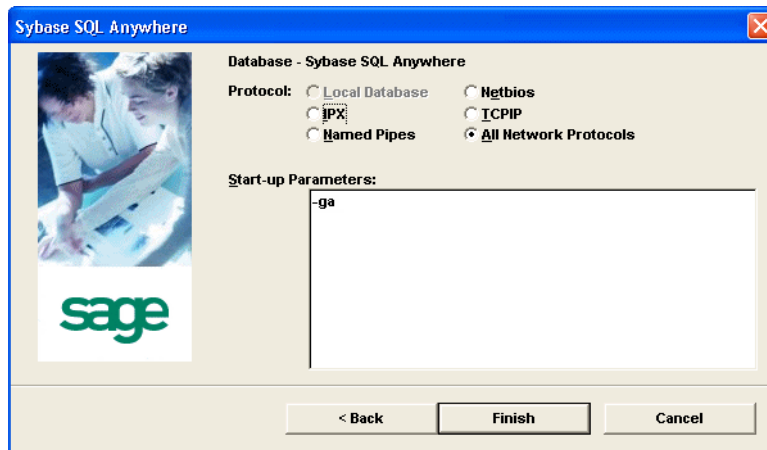 Sybase SQL Anywhere
Database - Sybase SQL Anywhere
Protocol: Local Database Netbios
IPX TCPIP
Named Pipes All Network Protocols
Start-up Parameters:
-ga
sage
< Back Finish Cancel